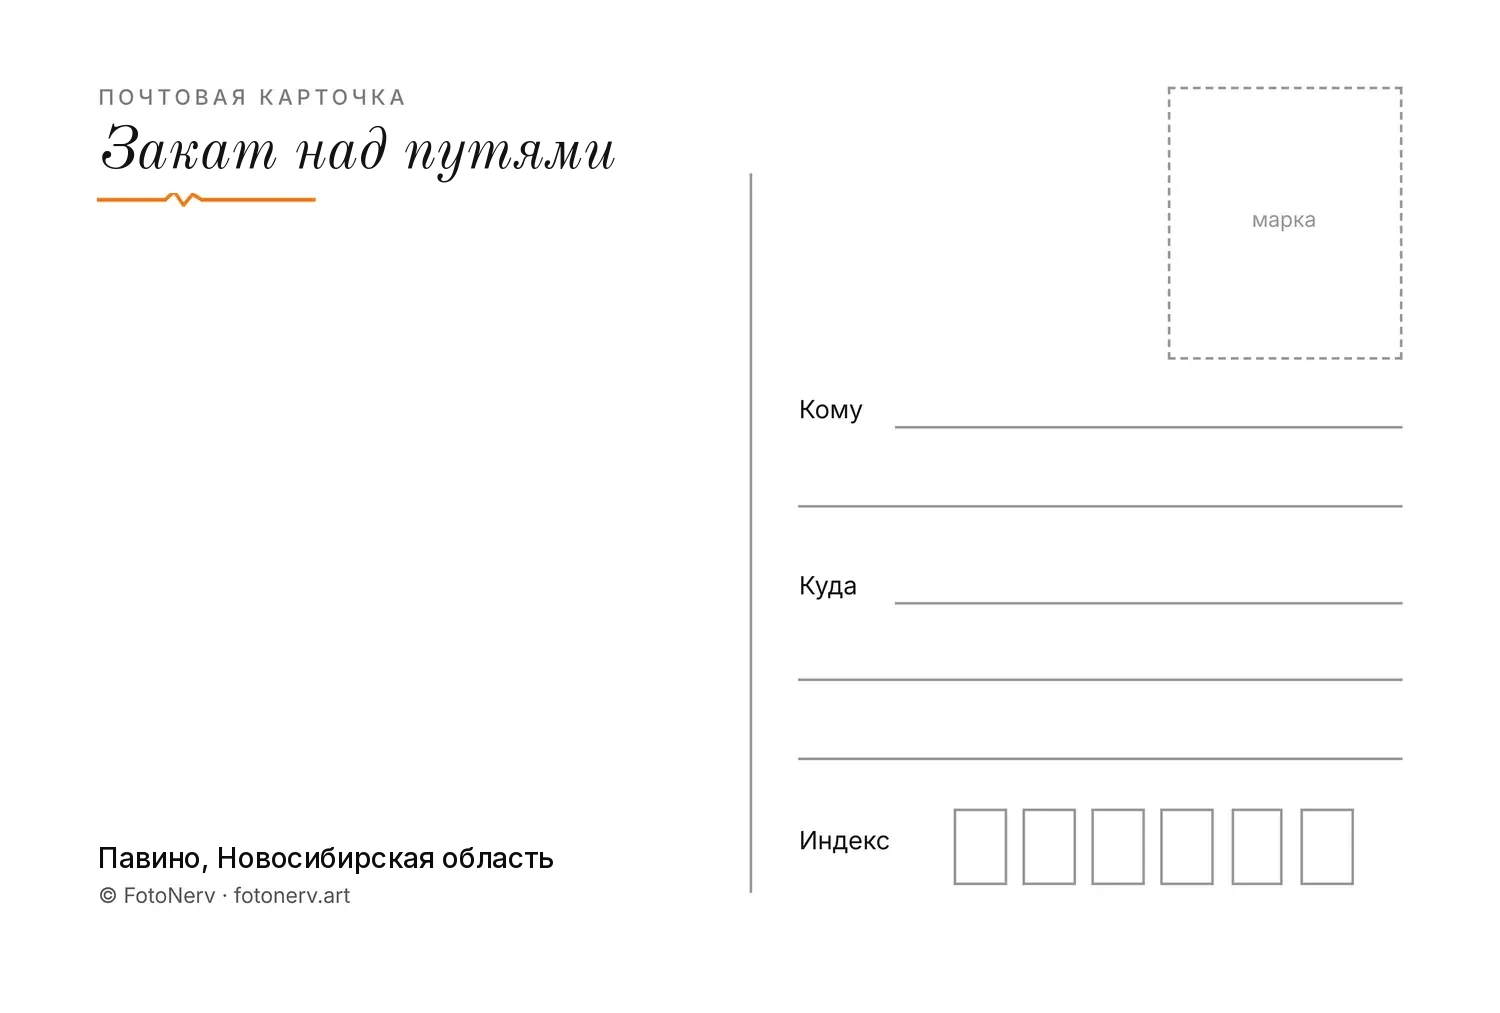 ПОЧТОВАЯ КАРТОЧКА
Закат над путями
марка
Кому
Куда
Индекс
Павино, Новосибирская область
© FotoNerv · fotonerv.art